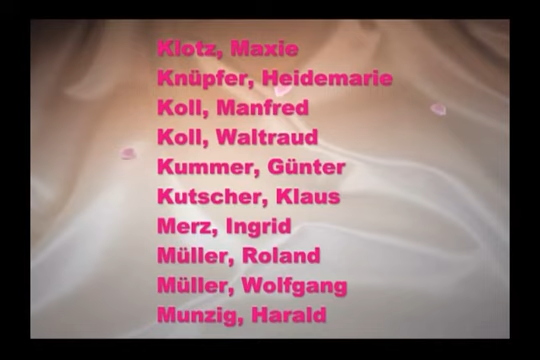 Klotz, Maxie
Knüpfer, Heidemarie
Koll, Manfred
Koll, Waltraud
Kummer, Günter
Kutscher, Klaus
Merz, Ingrid
Müller, Roland
Müller, Wolfgang
Munzig, Harald